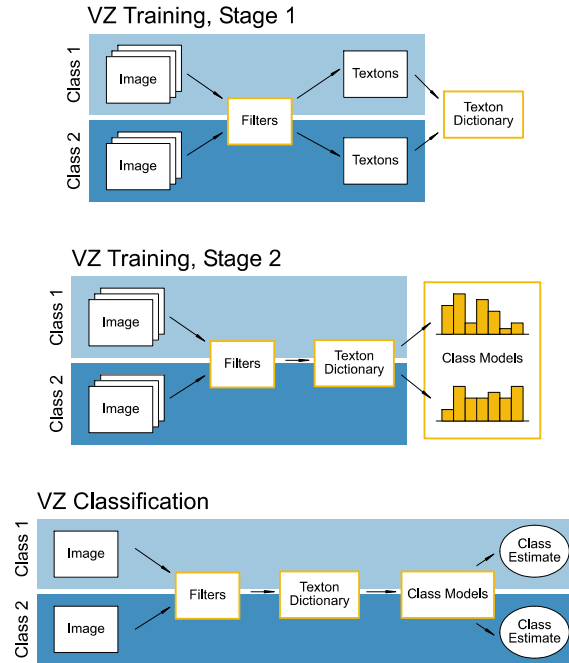 VZ Training, Stage 1
Class 1
Image
Textons
Filters
Texton
Dictionary
Class 2
Image
Textons
VZ Training, Stage 2
Class 1
Image
Filters
Texton
Dictionary
Class Models
Class 2
Image
VZ Classification
Class 1
Image
Class
Estimate
Filters
Texton
Dictionary
Class Models
Class 2
Image
Class
Estimate